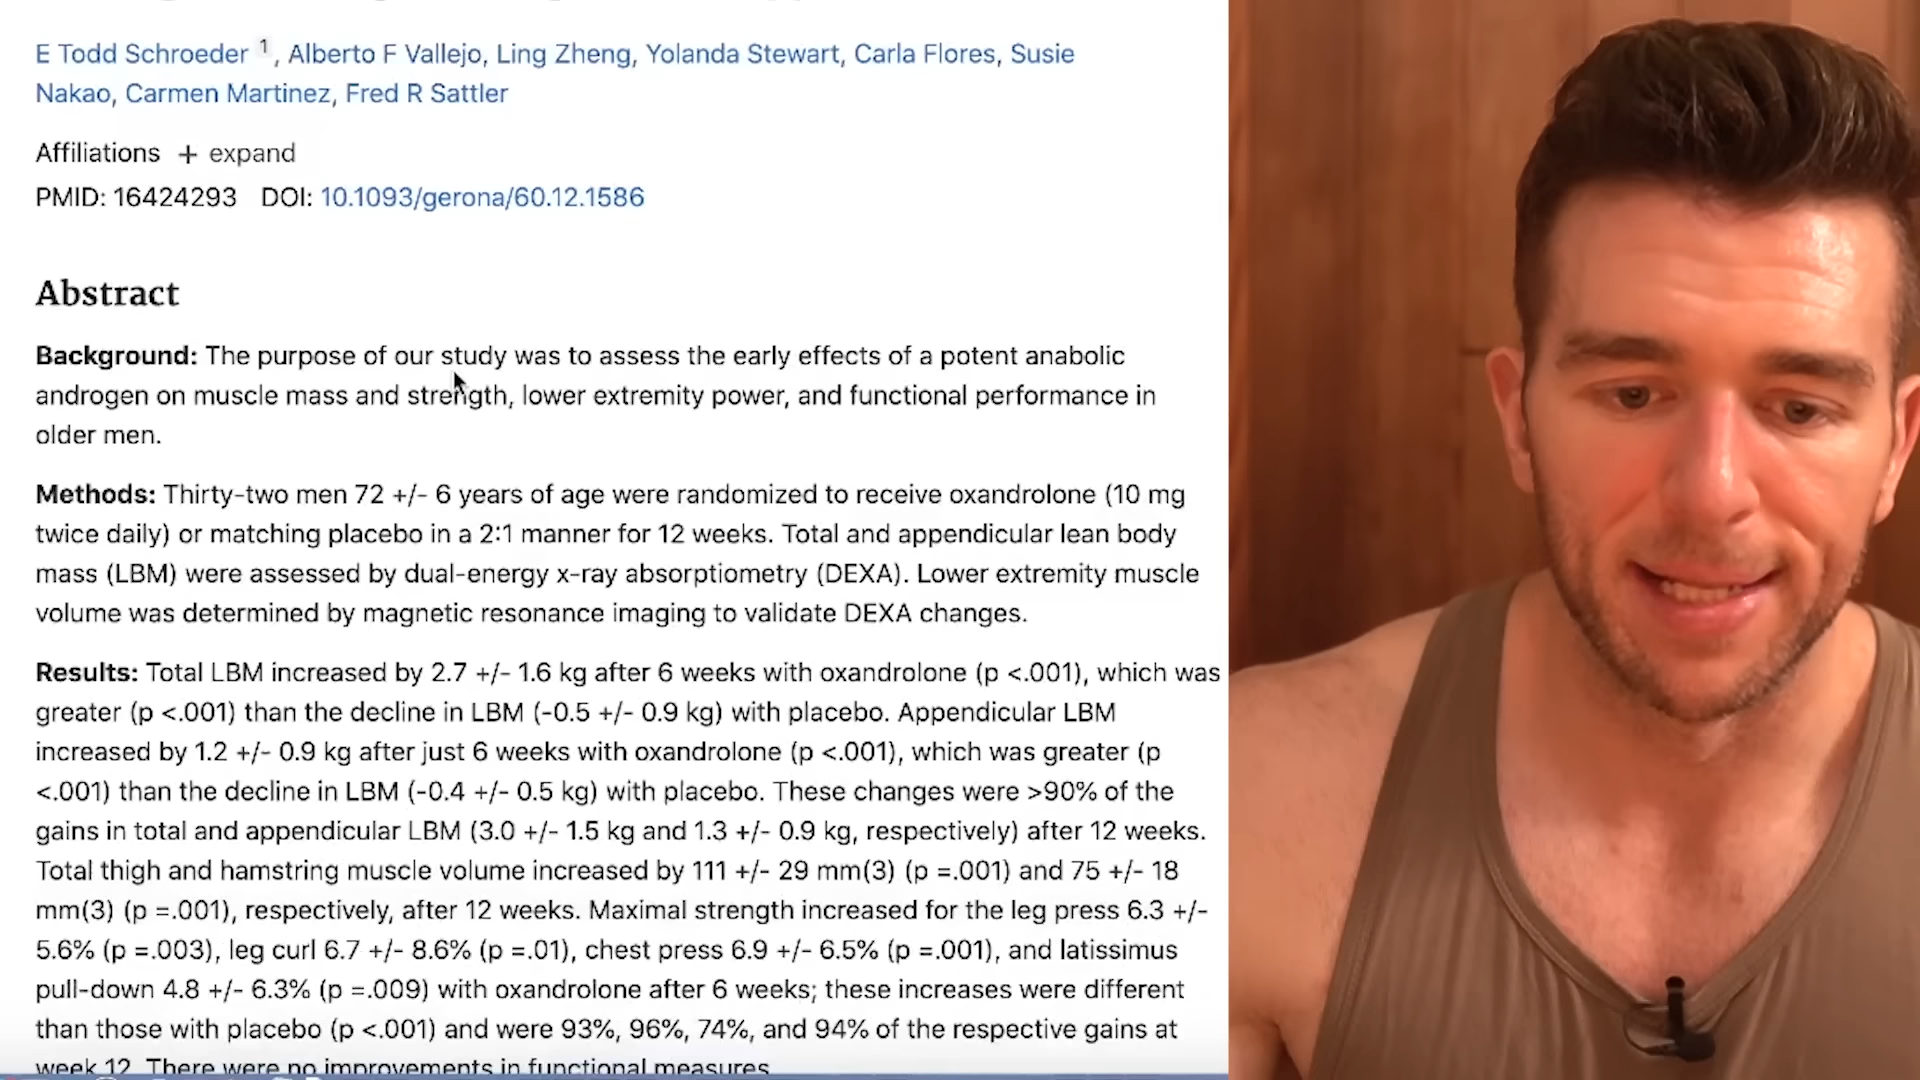 E Todd Schroeder 1, Alberto F Vallejo, Ling Zheng, Yolanda Stewart, Carla Flores, Susie
Nakao, Carmen Martinez, Fred R Sattler
Affiliations + expand
PMID: 16424293 DOI: 10.1093/gerona/60.12.1586
Abstract
Background: The purpose of our study was to assess the early effects of a potent anabolic
androgen on muscle mass and strength, lower extremity power, and functional performance in
older men.
Methods: Thirty-two men 72 +/- 6 years of age were randomized to receive oxandrolone (10 mg
twice daily) or matching placebo in a 2:1 manner for 12 weeks. Total and appendicular lean body
mass (LBM) were assessed by dual-energy x-ray absorptiometry (DEXA). Lower extremity muscle
volume was determined by magnetic resonance imaging to validate DEXA changes.
Results: Total LBM increased by 2.7 +/- 1.6 kg after 6 weeks with oxandrolone (p <.001), which was
greater (p <.001) than the decline in LBM (-0.5 +/- 0.9 kg) with placebo. Appendicular LBM
increased by 1.2 +/- 0.9 kg after just 6 weeks with oxandrolone (p <.001), which was greater (p
<.001) than the decline in LBM (-0.4 +/- 0.5 kg) with placebo. These changes were >90% of the
gains in total and appendicular LBM (3.0 +/- 1.5 kg and 1.3 +/- 0.9 kg, respectively) after 12 weeks.
Total thigh and hamstring muscle volume increased by 111 +/- 29 mm(3) (p =.001) and 75 +/- 18
mm(3) (p =.001), respectively, after 12 weeks. Maximal strength increased for the leg press 6.3 +/-
5.6% (p =.003), leg curl 6.7 +/- 8.6% (p =.01), chest press 6.9 +/- 6.5% (p =.001), and latissimus
pull-down 4.8 +/- 6.3% (p =.009) with oxandrolone after 6 weeks; these increases were different
than those with placebo (p <.001) and were 93%, 96%, 74%, and 94% of the respective gains at
week 12. There were no improvements in functional measures